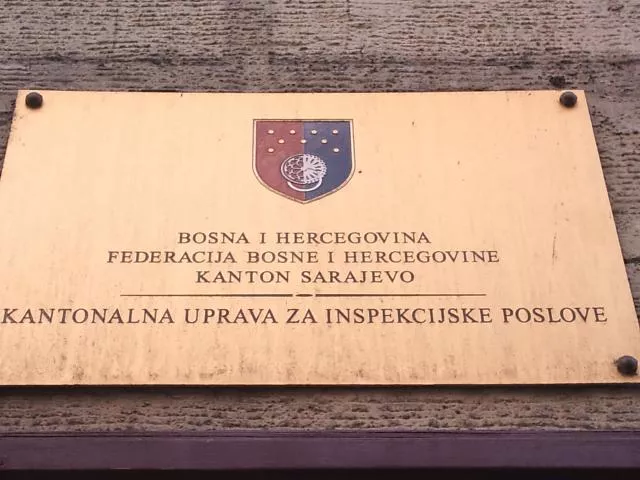 BOSNA I HERCEGOVINA
FEDERACIJA BOSNE I HERCEGOVINE
KANTON SARAJEVO
KANTONALNA UPRAVA ZA INSPEKCIJSKE POSLOVE